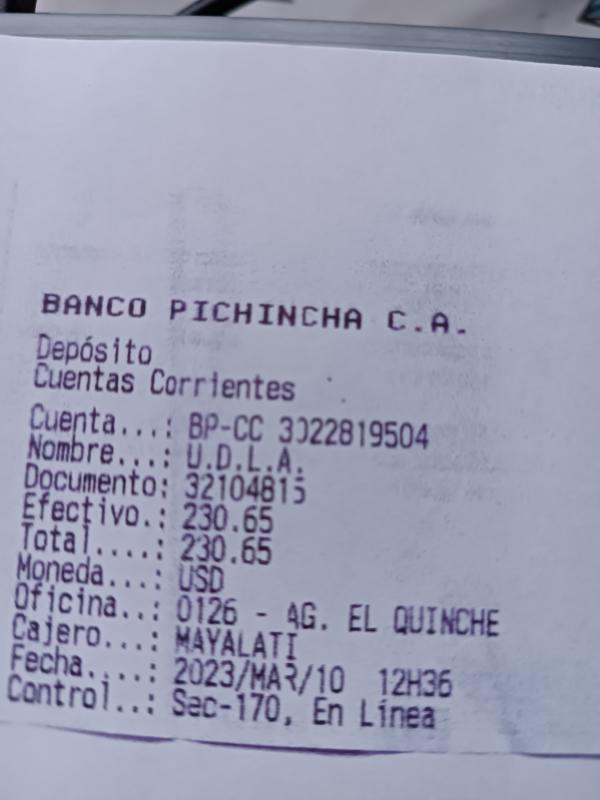 BANCO PICHINCHA C.A.
Depósito
Cuentas Corrientes
Cuenta...: BP-CC 3022819504
Nombre...: U.D.L.A.
Documento: 32104815
Efectivo.: 230.65
Total....: 230.65
Moneda...: USD
Oficina..: 0126 - AG. EL QUINCHE
Cajero...: MAYALATI
Fecha....: 2023/MAR/10 12H36
Control..: Sec-170, En Línea